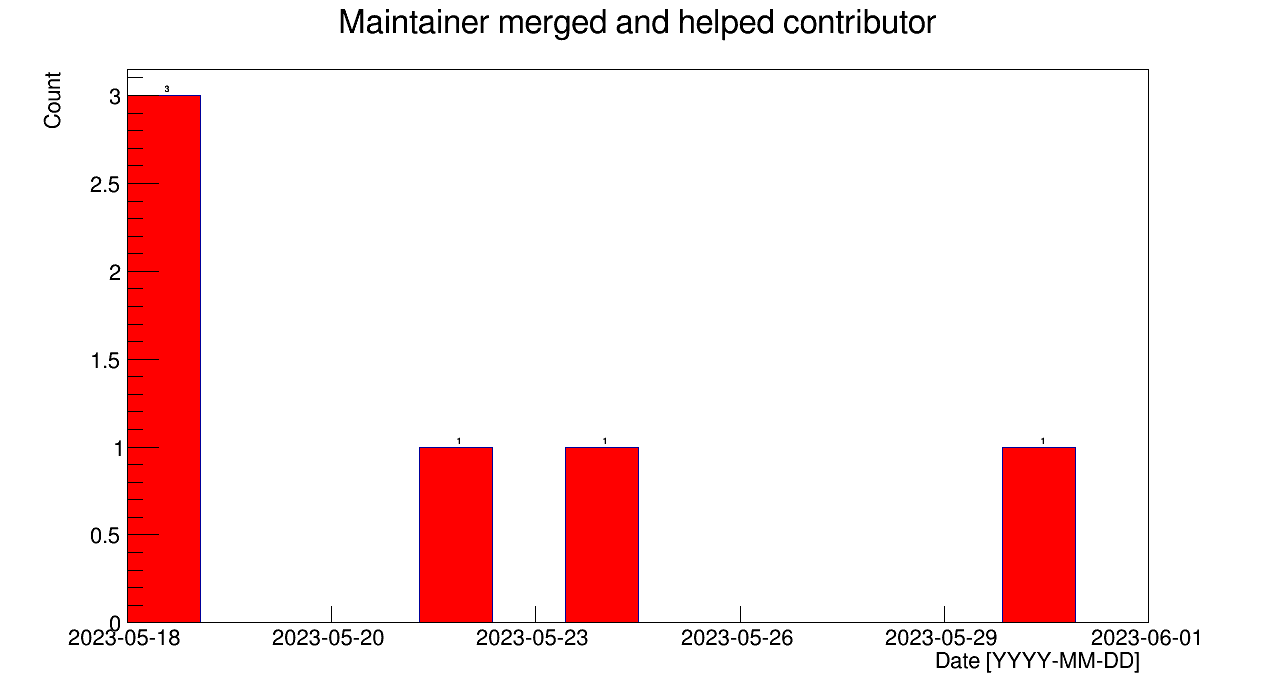 Maintainer merged and helped contributor
Count
3
3
2.5
2
1.5
1
1
1
1
0.5
0
2023-05-18 2023-05-20 2023-05-23 2023-05-26 2023-05-29 2023-06-01
Date [YYYY-MM-DD]